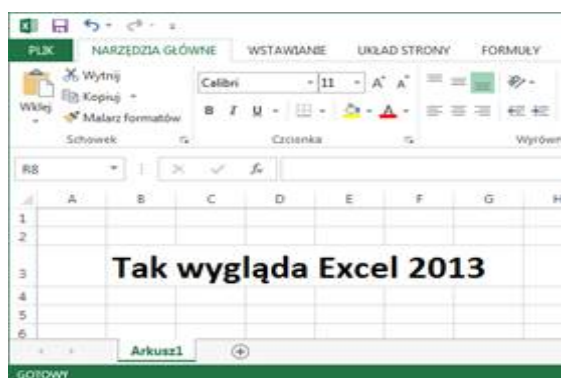 PLIK NARZĘDZIA GŁÓWNE WSTAWIANIE UKŁAD STRONY FORMUŁY
Wklej
Wytnij
Kopiuj
Malarz formatów
Schowek
Calibri 11
B I U A
Czcionka
Wyrówn
R8 fx
A B C D E F G H
1
2
3 Tak wygląda Excel 2013
4
5
6
Arkusz1
GOTOWY